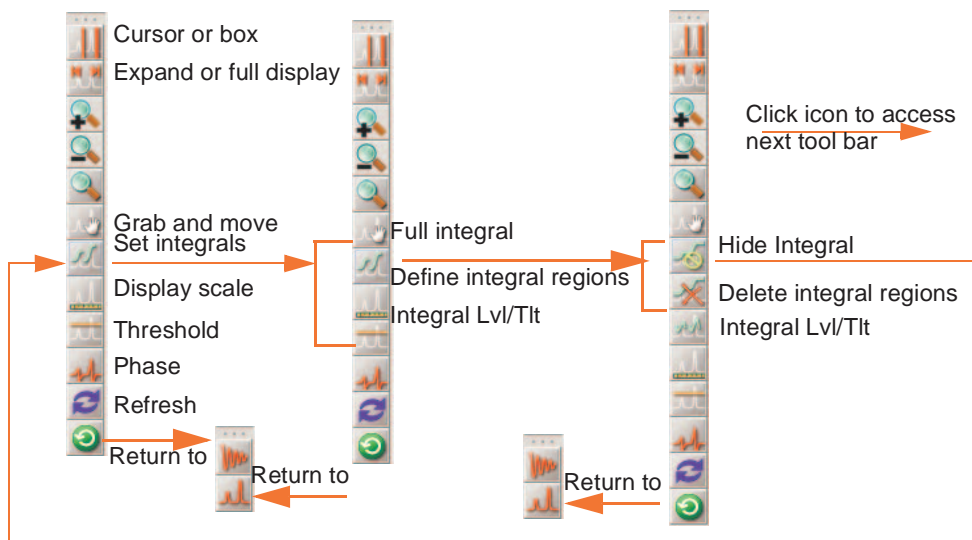 Cursor or box
Expand or full display
Grab and move
Set integrals
Display scale
Threshold
Phase
Refresh
Return to
Return to
Full integral
Define integral regions
Integral Lvl/Tlt
Click icon to access
next tool bar
Hide Integral
Delete integral regions
Integral Lvl/Tlt
Return to